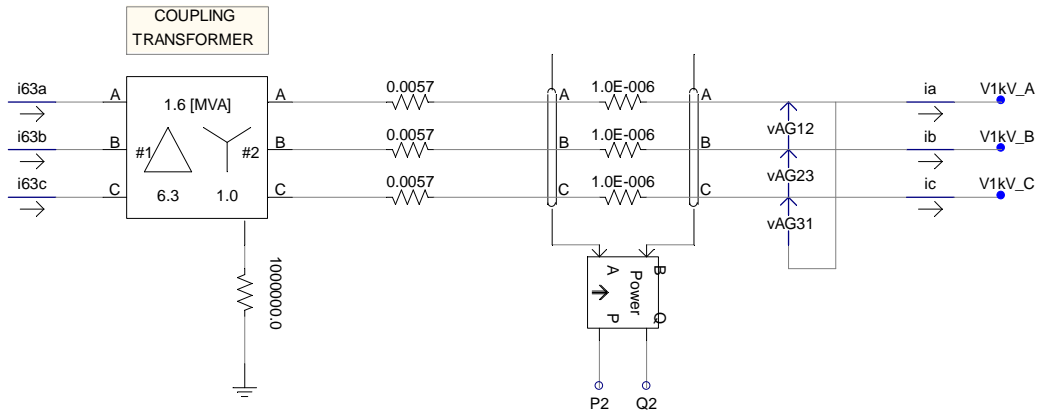 COUPLING
TRANSFORMER
i63a
A
1.6 [MVA]
A
0.0057
A
1.0E-006
A
ia
V1kV_A
vAG12
i63b
B
#1
#2
B
0.0057
B
1.0E-006
B
ib
V1kV_B
vAG23
i63c
C
6.3
1.0
C
0.0057
C
1.0E-006
C
ic
V1kV_C
vAG31
1000000.0
A
B
Power
P
Q
P2
Q2